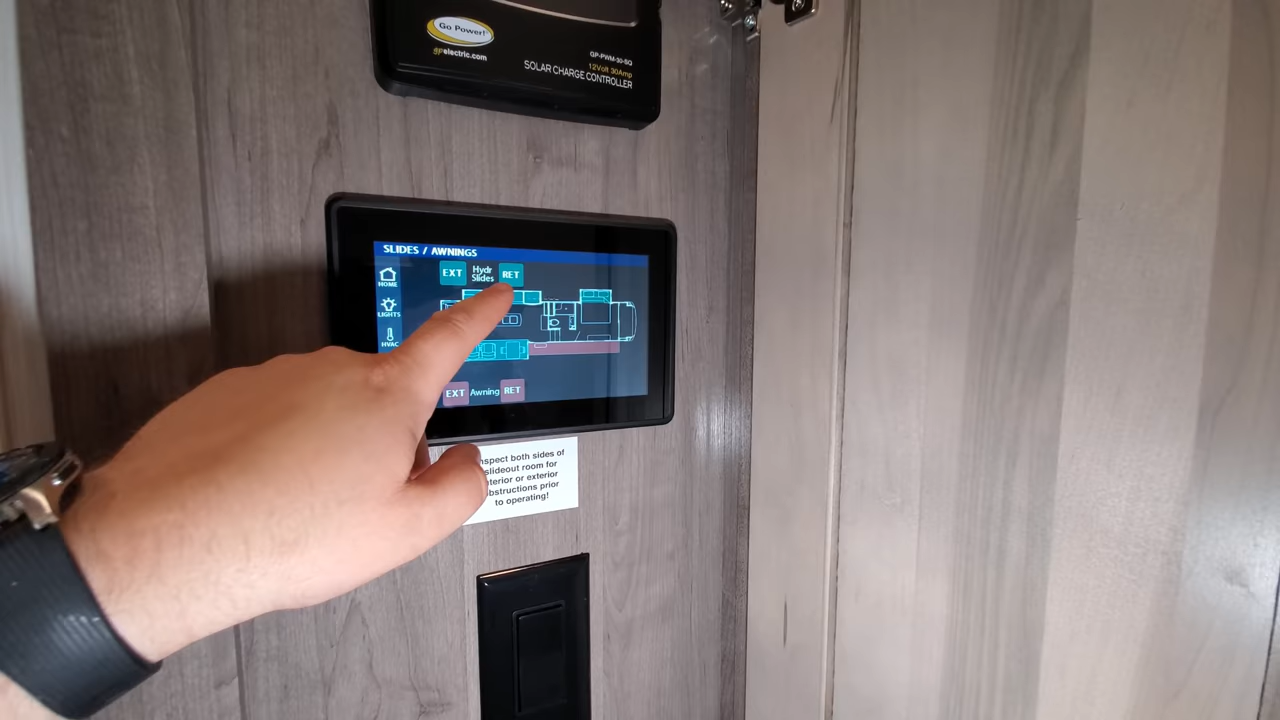 Go Power!
gpelectric.com
GP-PWM-30-SQ
12Volt 30Amp
SOLAR CHARGE CONTROLLER
SLIDES / AWNINGS
HOME
LIGHTS
HVAC
EXT Hydr Slides RET
EXT Awning RET
nspect both sides of
slideout room for
terior or exterior
bstructions prior
to operating!